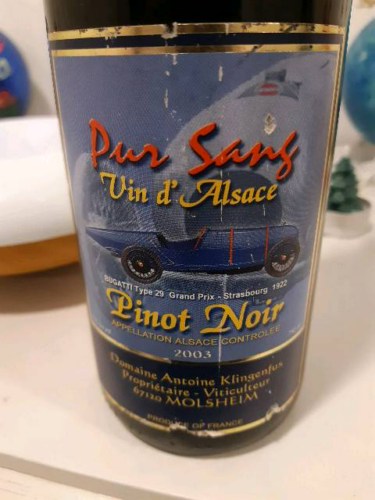 Pur Sang
Vin d'Alsace
BUGATTI Type 29 Grand Prix - Strasbourg 1922
Pinot Noir
APPELLATION ALSACE CONTRÔLÉE
2003
Domaine Antoine Klingenfus
Propriétaire - Viticulteur
67120 MOLSHEIM
PRODUCE OF FRANCE